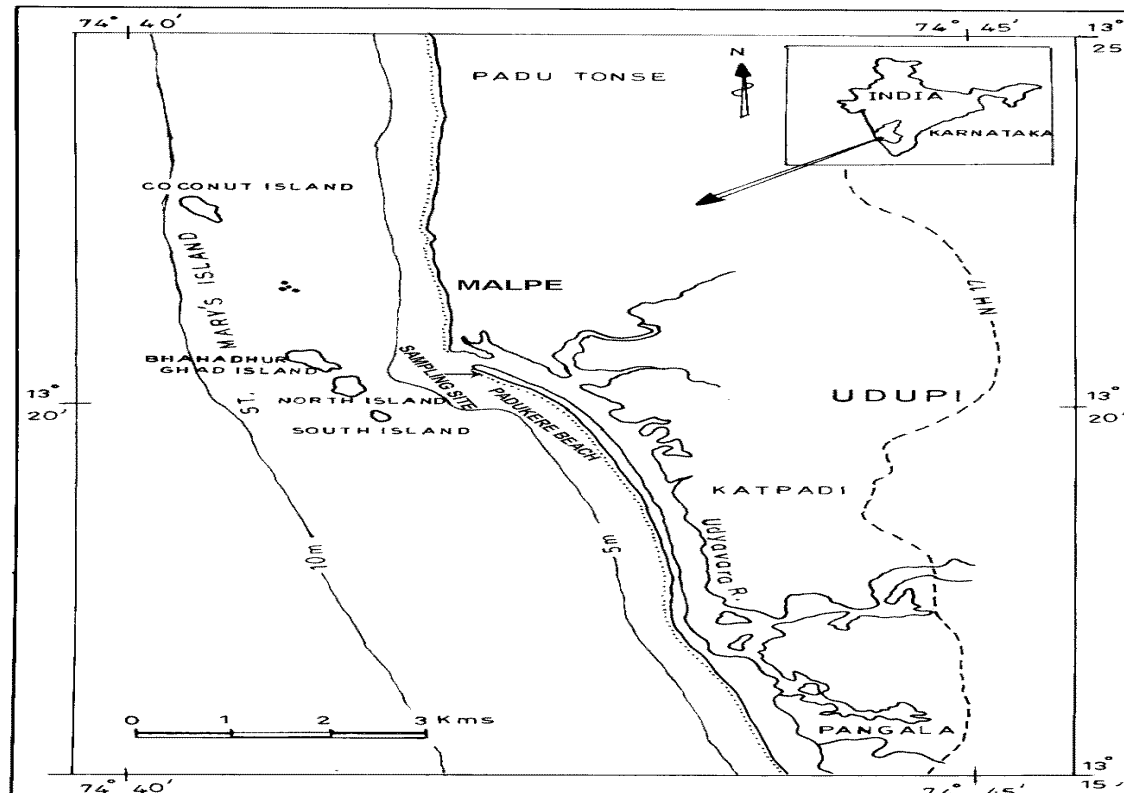 74° 40'
74° 45'
13°
25'
PADU TONSE
N
INDIA
KARNATAKA
COCONUT ISLAND
ST. MARY'S ISLAND
MALPE
NH 17
BHAHADHUR
GHAD ISLAND
SAMPLING SITE
13°
20'
NORTH ISLAND
SOUTH ISLAND
PADUKERE BEACH
UDUPI
13°
20'
KATPADI
Udyavara R.
10m
5m
0 1 2 3 Kms
PANGALA
13°
15'
74° 40'
74° 45'